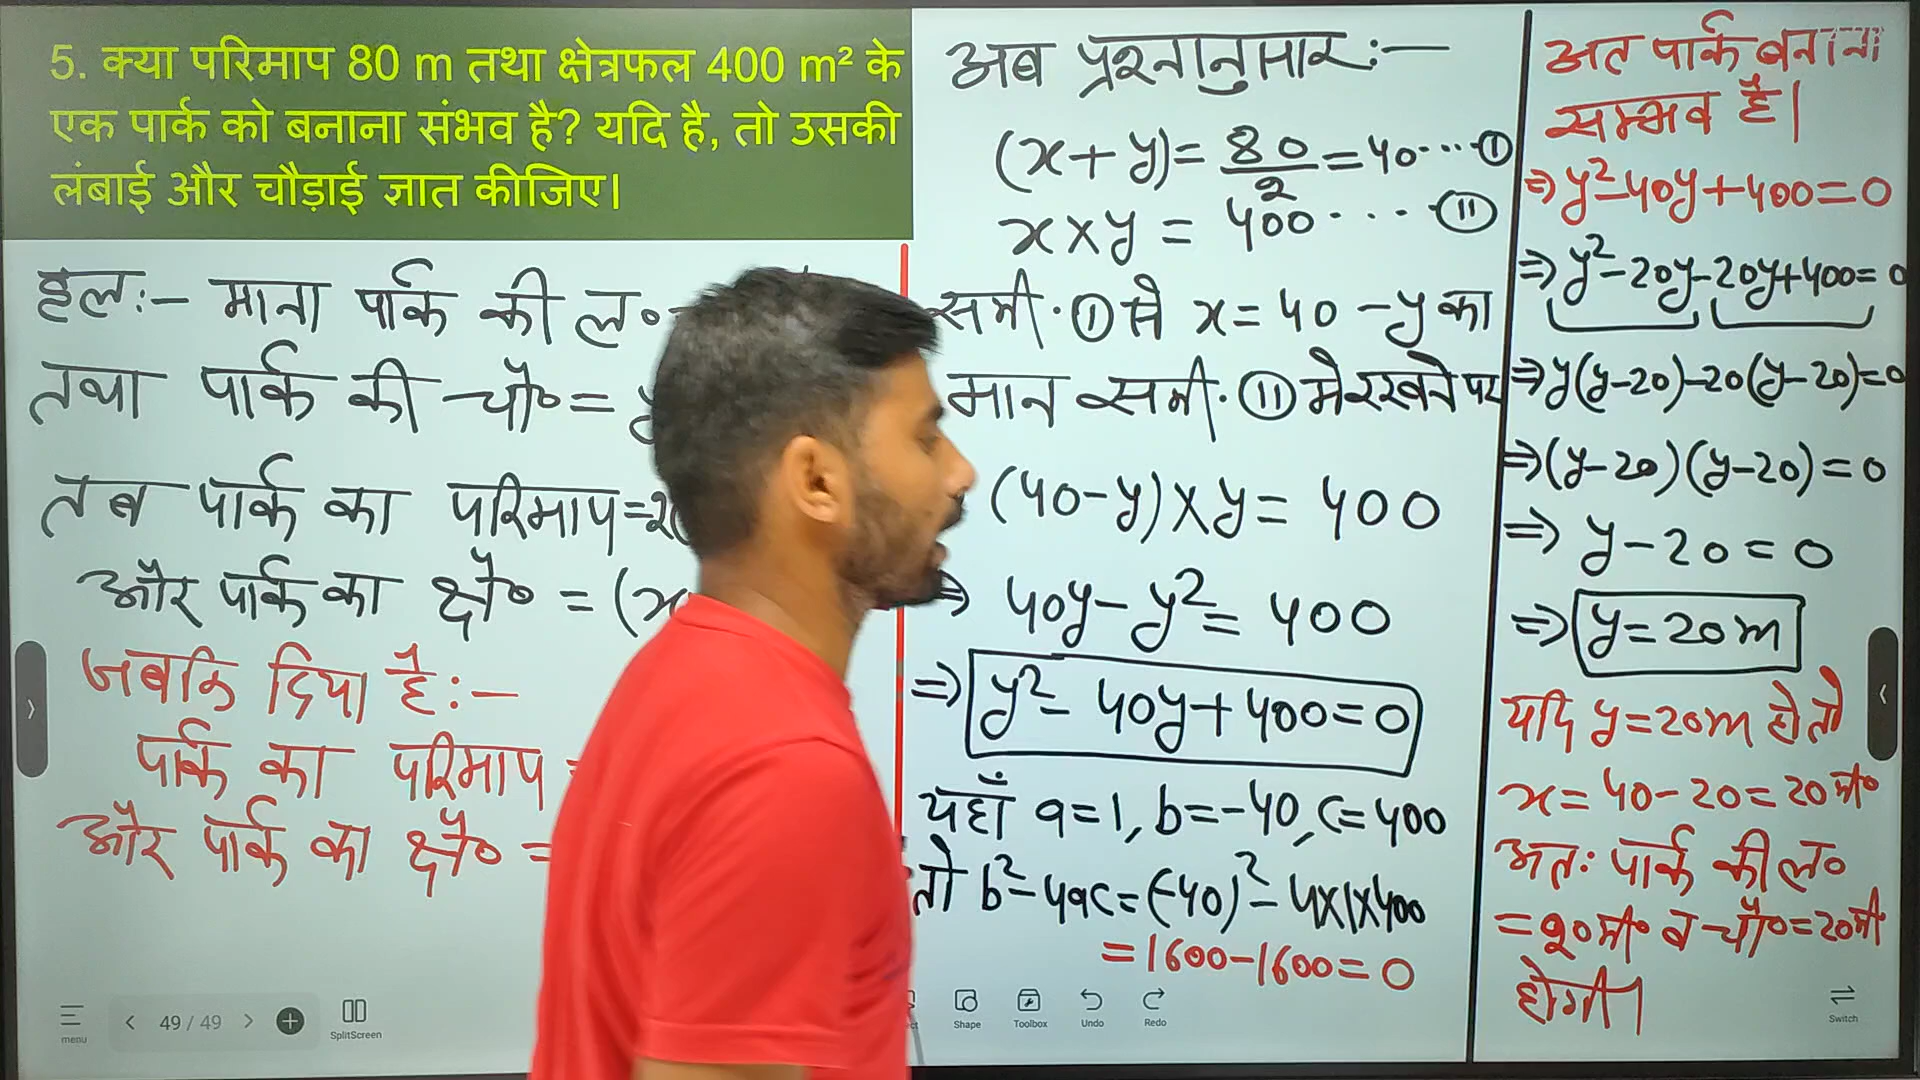 5. क्या परिमाप 80 m तथा क्षेत्रफल 400 m² के
एक पार्क को बनाना संभव है? यदि है, तो उसकी
लंबाई और चौड़ाई ज्ञात कीजिए।
हल:- माना पार्क की ल०
तथा पार्क की चौ० = y
तब पार्क का परिमाप=2(
और पार्क का क्षे० = (x
जबकि दिया है:-
पार्क का परिमाप =
और पार्क का क्षे० =
अब प्रश्नानुसार:-
(x+y)= 80/2 =40---(I)
x×y = 400---(II)
समी.(I)से x=40-y का
मान समी.(II)मे रखने पर
(40-y)×y= 400
⇒ 40y-y²= 400
⇒ y²-40y+400=0
यहाँ a=1, b=-40, c=400
तो b²-4ac=(-40)²-4×1×400
=1600-1600=0
अत पार्क बनाना
सम्भव है।
⇒y²-40y+400=0
⇒y²-20y-20y+400=0
⇒y(y-20)-20(y-20)=0
⇒(y-20)(y-20)=0
⇒ y-20=0
⇒ y=20m
यदि y=20m हो तो
x=40-20=20मी०
अतः पार्क की ल०
=20मी० व चौ०=20मी
होगी।
menu
49/49
SplitScreen
Shape
Toolbox
Undo
Redo
Switch